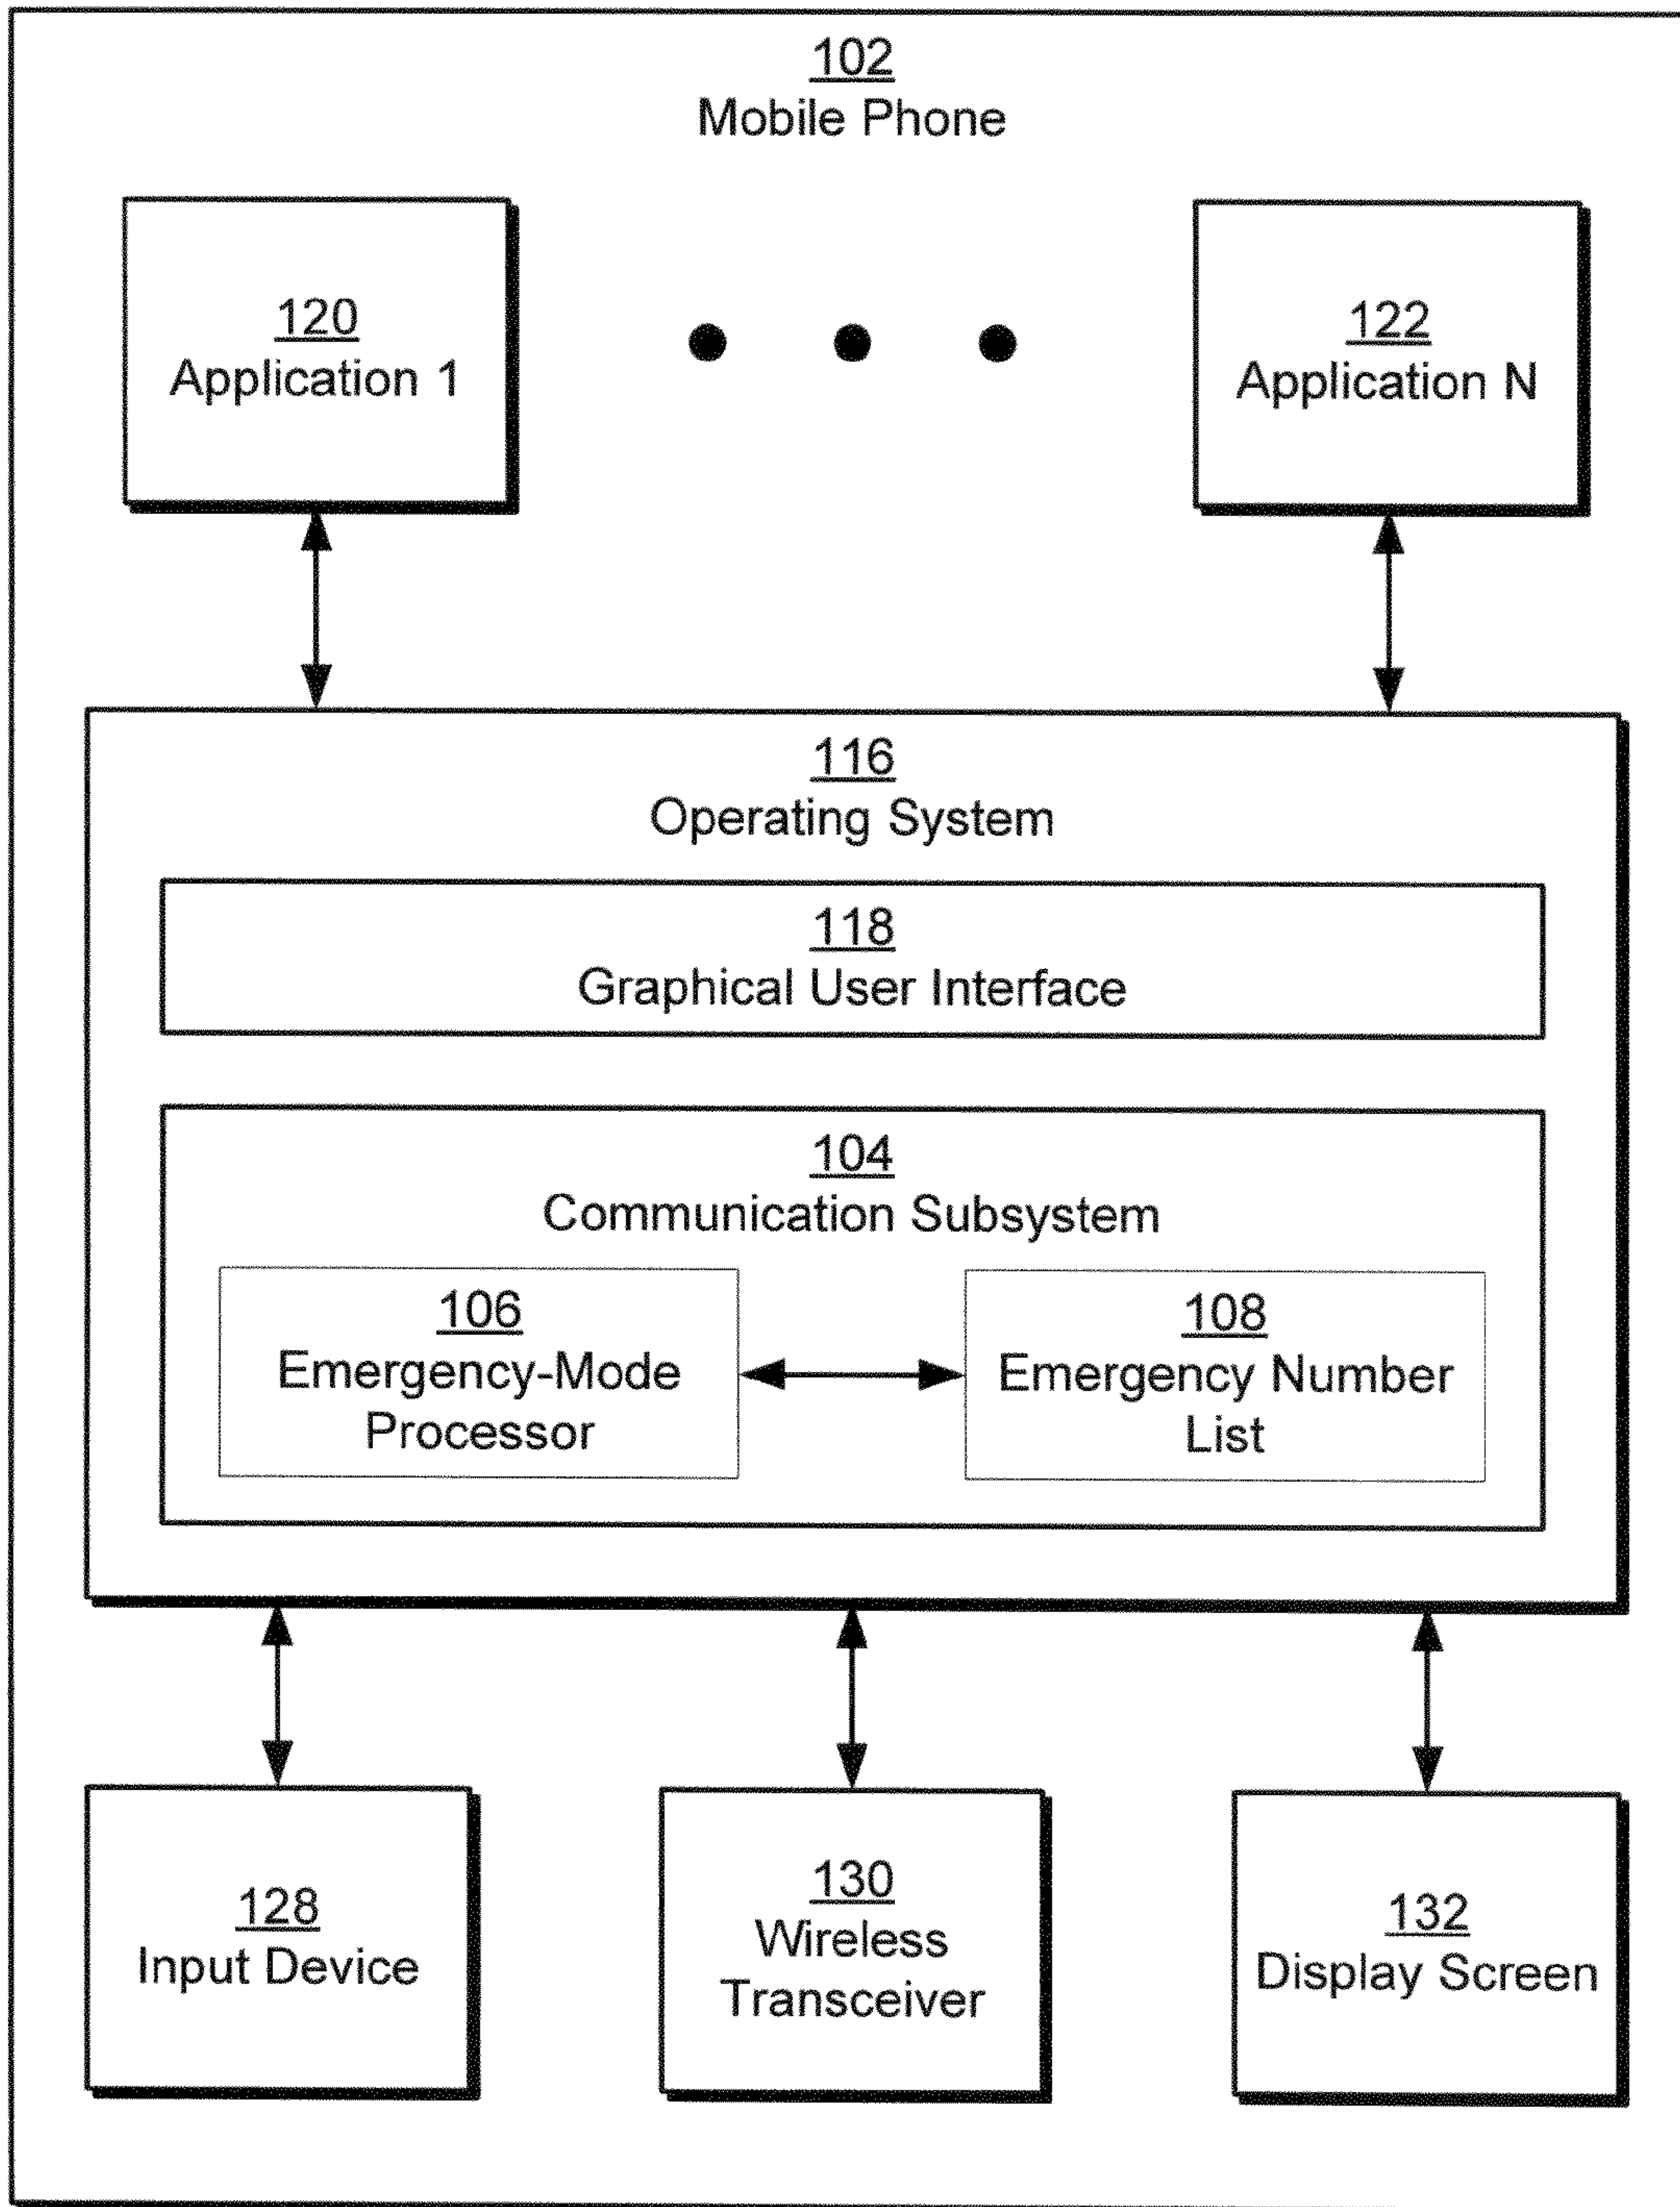 102
Mobile Phone
120
Application 1
122
Application N
116
Operating System
118
Graphical User Interface
104
Communication Subsystem
106
Emergency-Mode
Processor
108
Emergency Number
List
128
Input Device
130
Wireless
Transceiver
132
Display Screen